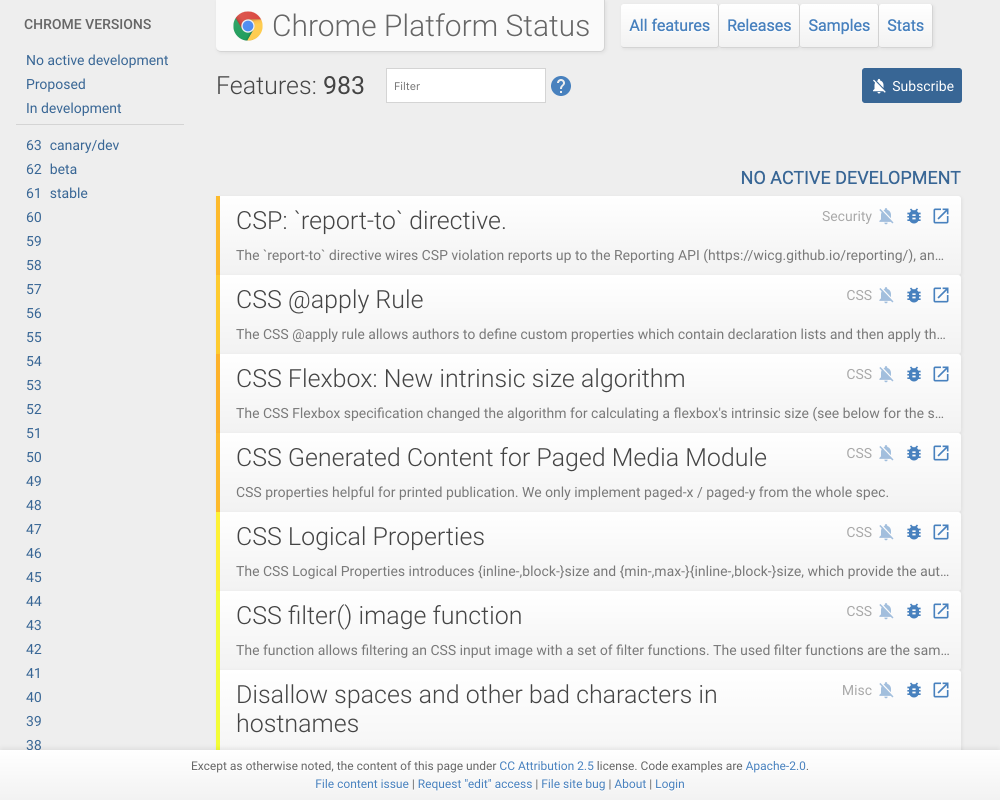 CHROME VERSIONS
No active development
Proposed
In development
63 canary/dev
62 beta
61 stable
60
59
58
57
56
55
54
53
52
51
50
49
48
47
46
45
44
43
42
41
40
39
38
Chrome Platform Status
All features
Releases
Samples
Stats
Features: 983
Filter
?
Subscribe
NO ACTIVE DEVELOPMENT
CSP: `report-to` directive.
Security
The `report-to` directive wires CSP violation reports up to the Reporting API (https://wicg.github.io/reporting/), an...
CSS @apply Rule
CSS
The CSS @apply rule allows authors to define custom properties which contain declaration lists and then apply th...
CSS Flexbox: New intrinsic size algorithm
CSS
The CSS Flexbox specification changed the algorithm for calculating a flexbox's intrinsic size (see below for the s...
CSS Generated Content for Paged Media Module
CSS
CSS properties helpful for printed publication. We only implement paged-x / paged-y from the whole spec.
CSS Logical Properties
CSS
The CSS Logical Properties introduces {inline-,block-}size and {min-,max-}{inline-,block-}size, which provide the aut...
CSS filter() image function
CSS
The function allows filtering an CSS input image with a set of filter functions. The used filter functions are the sam...
Disallow spaces and other bad characters in
hostnames
Misc
Except as otherwise noted, the content of this page under CC Attribution 2.5 license. Code examples are Apache-2.0.
File content issue | Request "edit" access | File site bug | About | Login